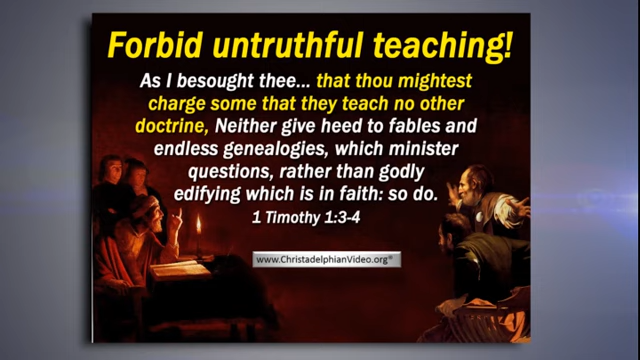 Forbid untruthful teaching!
As I besought thee... that thou mightest
charge some that they teach no other
doctrine, Neither give heed to fables and
endless genealogies, which minister
questions, rather than godly
edifying which is in faith: so do.
1 Timothy 1:3-4
www.ChristadelphianVideo.org®